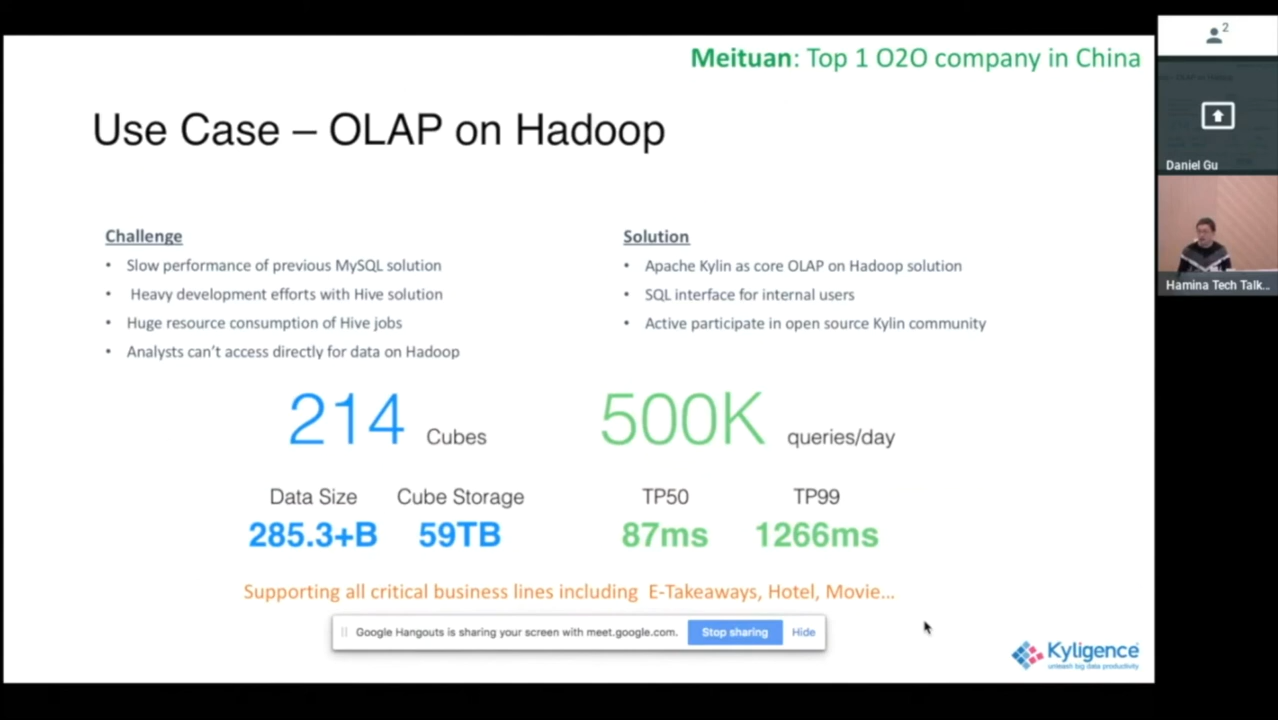 Meituan: Top 1 O2O company in China
Use Case – OLAP on Hadoop
Challenge
• Slow performance of previous MySQL solution
• Heavy development efforts with Hive solution
• Huge resource consumption of Hive jobs
• Analysts can't access directly for data on Hadoop
Solution
• Apache Kylin as core OLAP on Hadoop solution
• SQL interface for internal users
• Active participate in open source Kylin community
214 Cubes
500K queries/day
Data Size
285.3+B
Cube Storage
59TB
TP50
87ms
TP99
1266ms
Supporting all critical business lines including E-Takeaways, Hotel, Movie...
Google Hangouts is sharing your screen with meet.google.com. Stop sharing Hide
Kyligence
unleash big data productivity
2
Daniel Gu
Hamina Tech Talk...